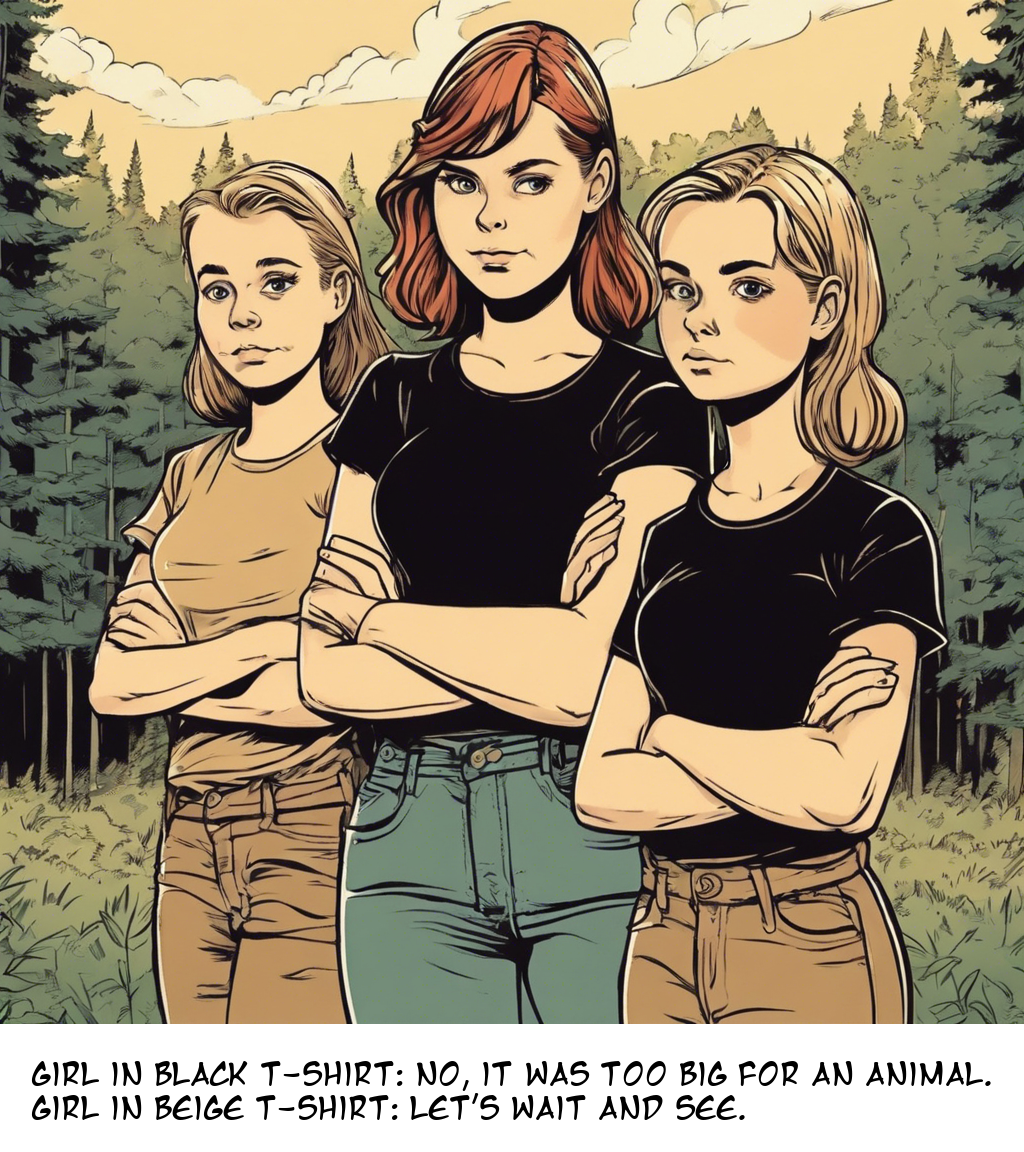 GIRL IN BLACK T-SHIRT: NO, IT WAS TOO BIG FOR AN ANIMAL.
GIRL IN BEIGE T-SHIRT: LET'S WAIT AND SEE.